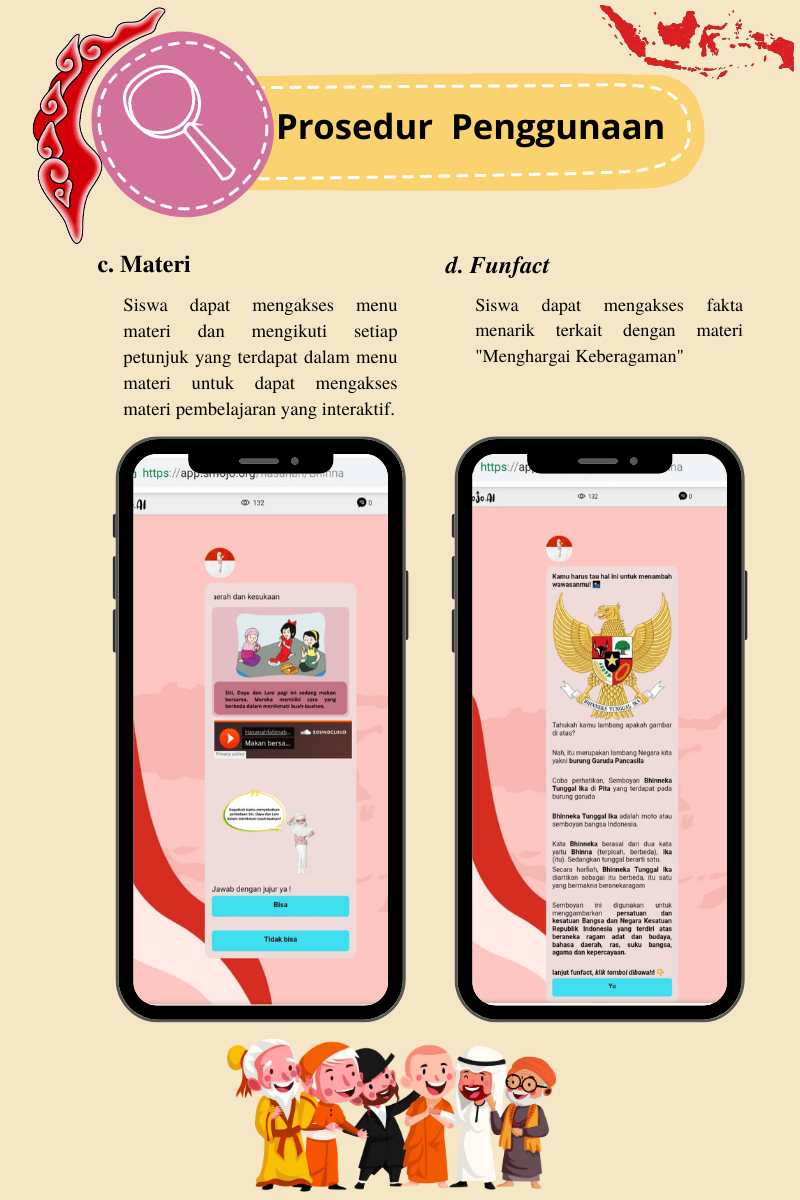 Prosedur Penggunaan
c. Materi
Siswa dapat mengakses menu
materi dan mengikuti setiap
petunjuk yang terdapat dalam menu
materi untuk dapat mengakses
materi pembelajaran yang interaktif.
d. Funfact
Siswa dapat mengakses fakta
menarik terkait dengan materi
"Menghargai Keberagaman"
https://app.smojo.org/hasanah/Bhinna
.AI
132
0
aerah dan kesukaan
Siti, Dayu dan Lani pagi ini sedang makan
bersama. Mereka memiliki cara yang
berbeda dalam menikmati buah-buahan.
Hasanahfatimah...
SOUNDCLOUD
Makan bersa...
Privacy policy
Dapatkah kamu menyebutkan
perbedaan Siti, Dayu dan Lani
dalam menikmati buah-buahan?
Jawab dengan jujur ya !
Bisa
Tidak bisa
https://ap
na
ojo.AI
132
0
Kamu harus tau hal ini untuk menambah
wawasanmu!
BHINNEKA TUNGGAL IKA
Tahukah kamu lambang apakah gambar
di atas?
Nah, itu merupakan lambang Negara kita
yakni burung Garuda Pancasila
Coba perhatikan, Semboyan Bhinneka
Tunggal Ika di Pita yang terdapat pada
burung garuda
Bhinneka Tunggal Ika adalah moto atau
semboyan bangsa Indonesia.
Kata Bhinneka berasal dari dua kata
yaitu Bhinna (terpisah, berbeda), Ika
(itu). Sedangkan tunggal berarti satu.
Secara harfiah, Bhinneka Tunggal Ika
diartikan sebagai itu berbeda, itu satu
yang bermakna beranekaragam
Semboyan ini digunakan untuk
menggambarkan persatuan dan
kesatuan Bangsa dan Negara Kesatuan
Republik Indonesia yang terdiri atas
beraneka ragam adat dan budaya,
bahasa daerah, ras, suku bangsa,
agama dan kepercayaan.
lanjut funfact, klik tombol dibawah! 👇
Yu